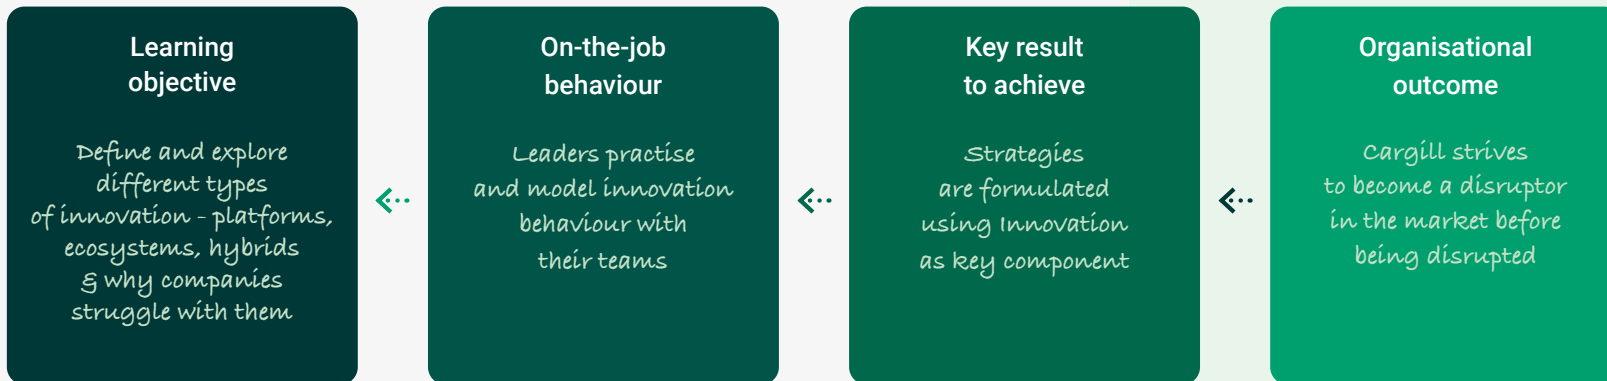 Learning
objective
Define and explore
different types
of innovation - platforms,
ecosystems, hybrids
& why companies
struggle with them
On-the-job
behaviour
Leaders practise
and model innovation
behaviour with
their teams
Key result
to achieve
Strategies
are formulated
using Innovation
as key component
Organisational
outcome
Cargill strives
to become a disruptor
in the market before
being disrupted